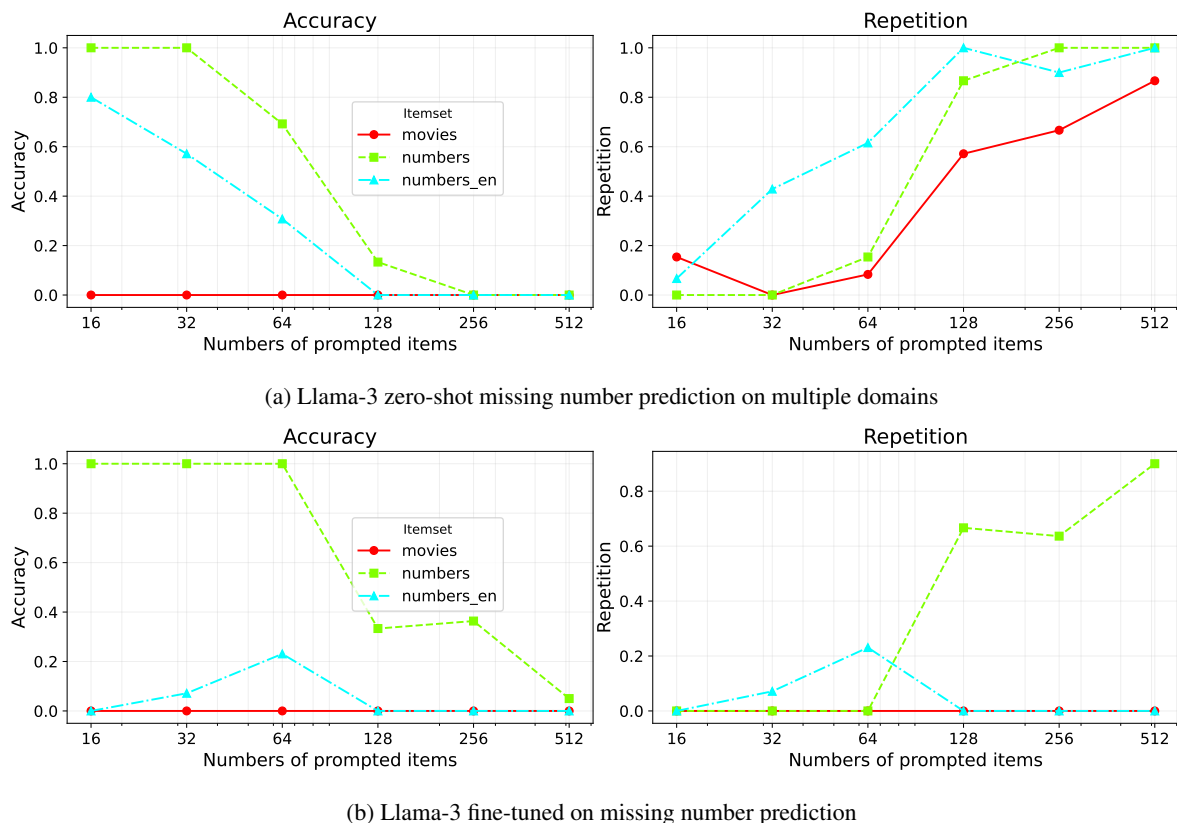 Accuracy
Repetition
1.0
0.8
0.6
0.4
0.2
0.0
Accuracy
Itemset
movies
numbers
numbers_en
16 32 64 128 256 512
Numbers of prompted items
1.0
0.8
0.6
0.4
0.2
0.0
Repetition
16 32 64 128 256 512
Numbers of prompted items
(a) Llama-3 zero-shot missing number prediction on multiple domains
Accuracy
Repetition
1.0
0.8
0.6
0.4
0.2
0.0
Accuracy
Itemset
movies
numbers
numbers_en
16 32 64 128 256 512
Numbers of prompted items
0.8
0.6
0.4
0.2
0.0
Repetition
16 32 64 128 256 512
Numbers of prompted items
(b) Llama-3 fine-tuned on missing number prediction